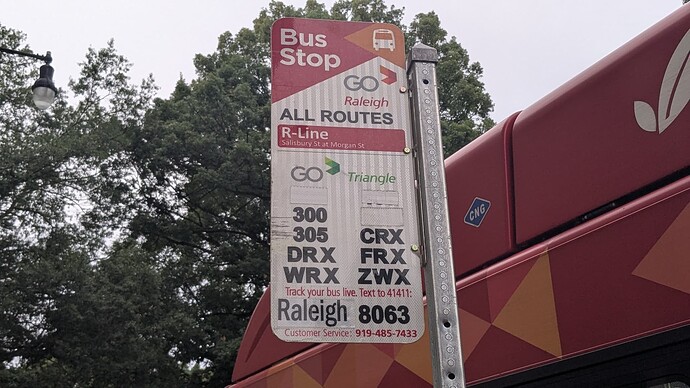 Bus
Stop
GO
Raleigh
ALL ROUTES
R-Line
Salisbury St at Morgan St
GO Triangle
300
305 CRX
DRX FRX
WRX ZWX
Track your bus live. Text to 41411:
Raleigh 8063
Customer Service: 919-485-7433
CNG